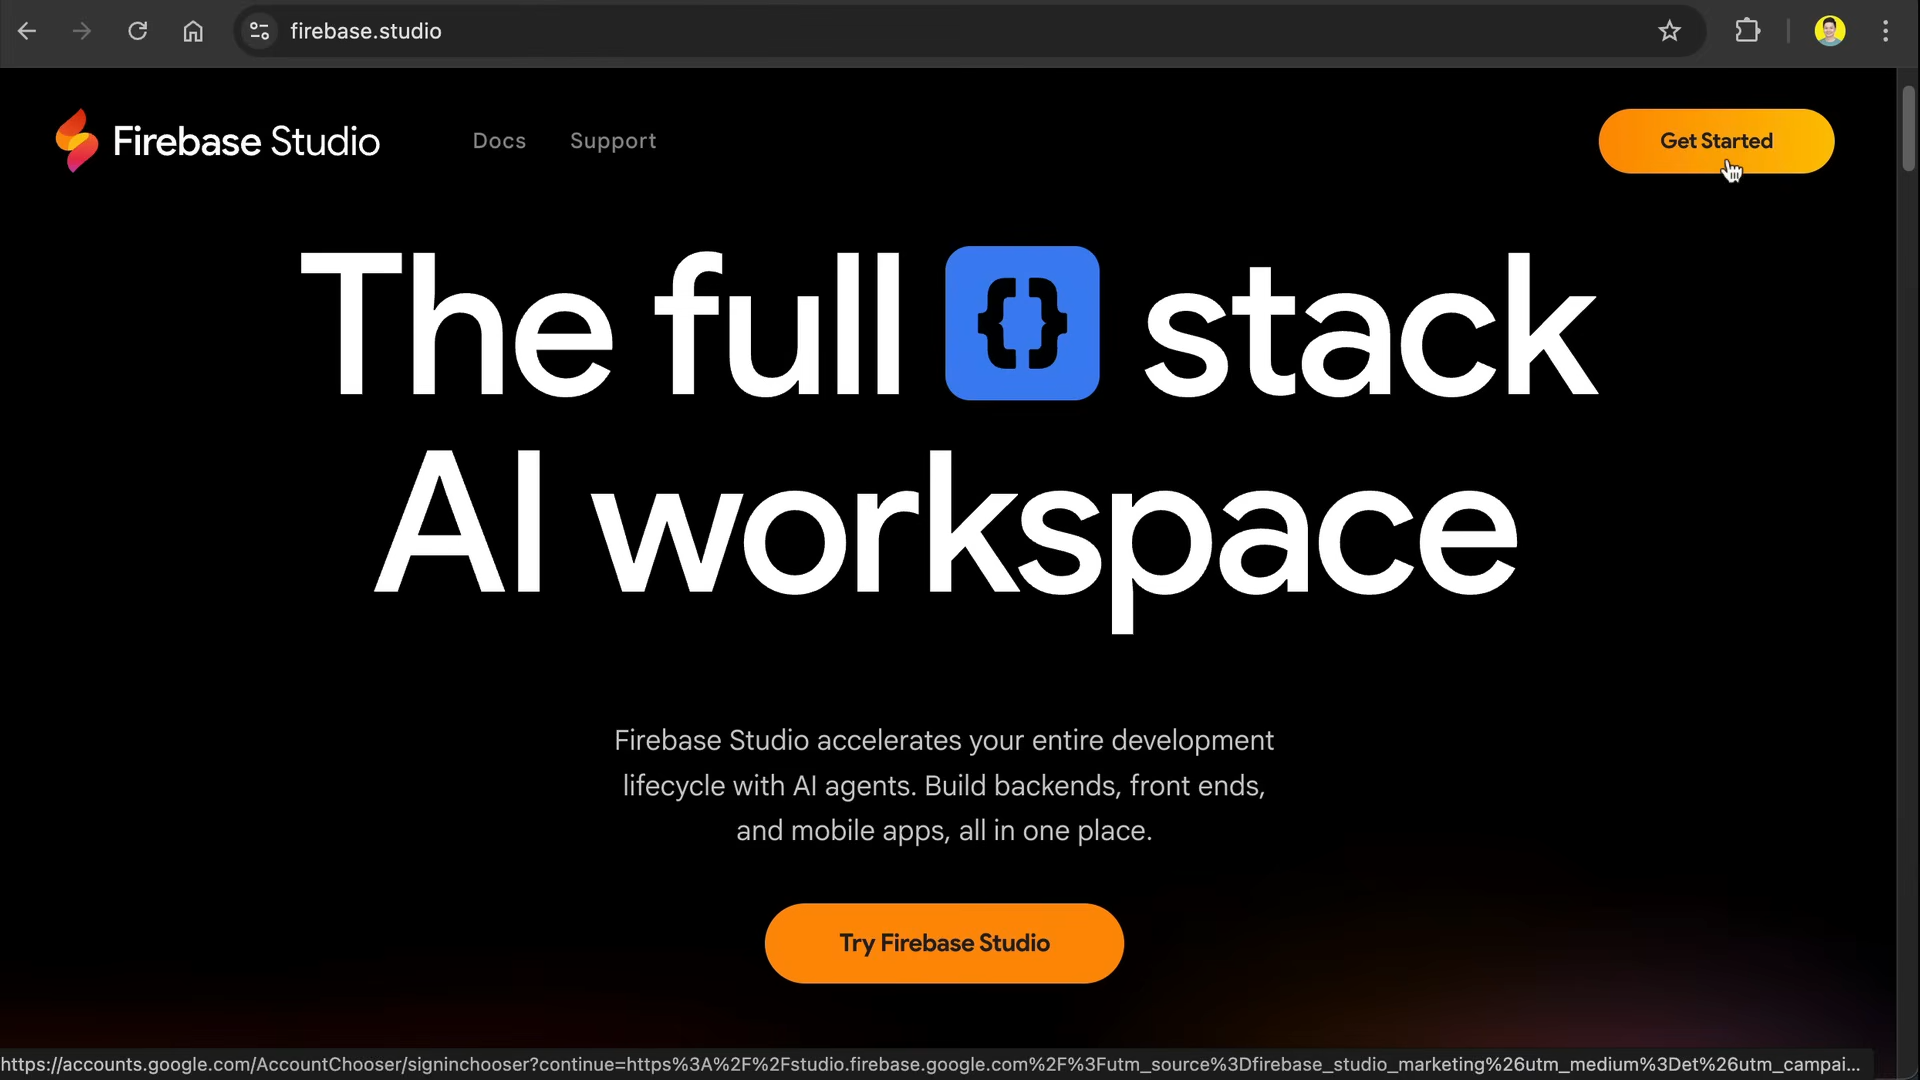 firebase.studio
Firebase Studio
Docs
Support
Get Started
The full {} stack
AI workspace
Firebase Studio accelerates your entire development
lifecycle with AI agents. Build backends, front ends,
and mobile apps, all in one place.
Try Firebase Studio
https://accounts.google.com/AccountChooser/signinchooser?continue=https%3A%2F%2Fstudio.firebase.google.com%2F%3Futm_source%3Dfirebase_studio_marketing%26utm_medium%3Det%26utm_campai...